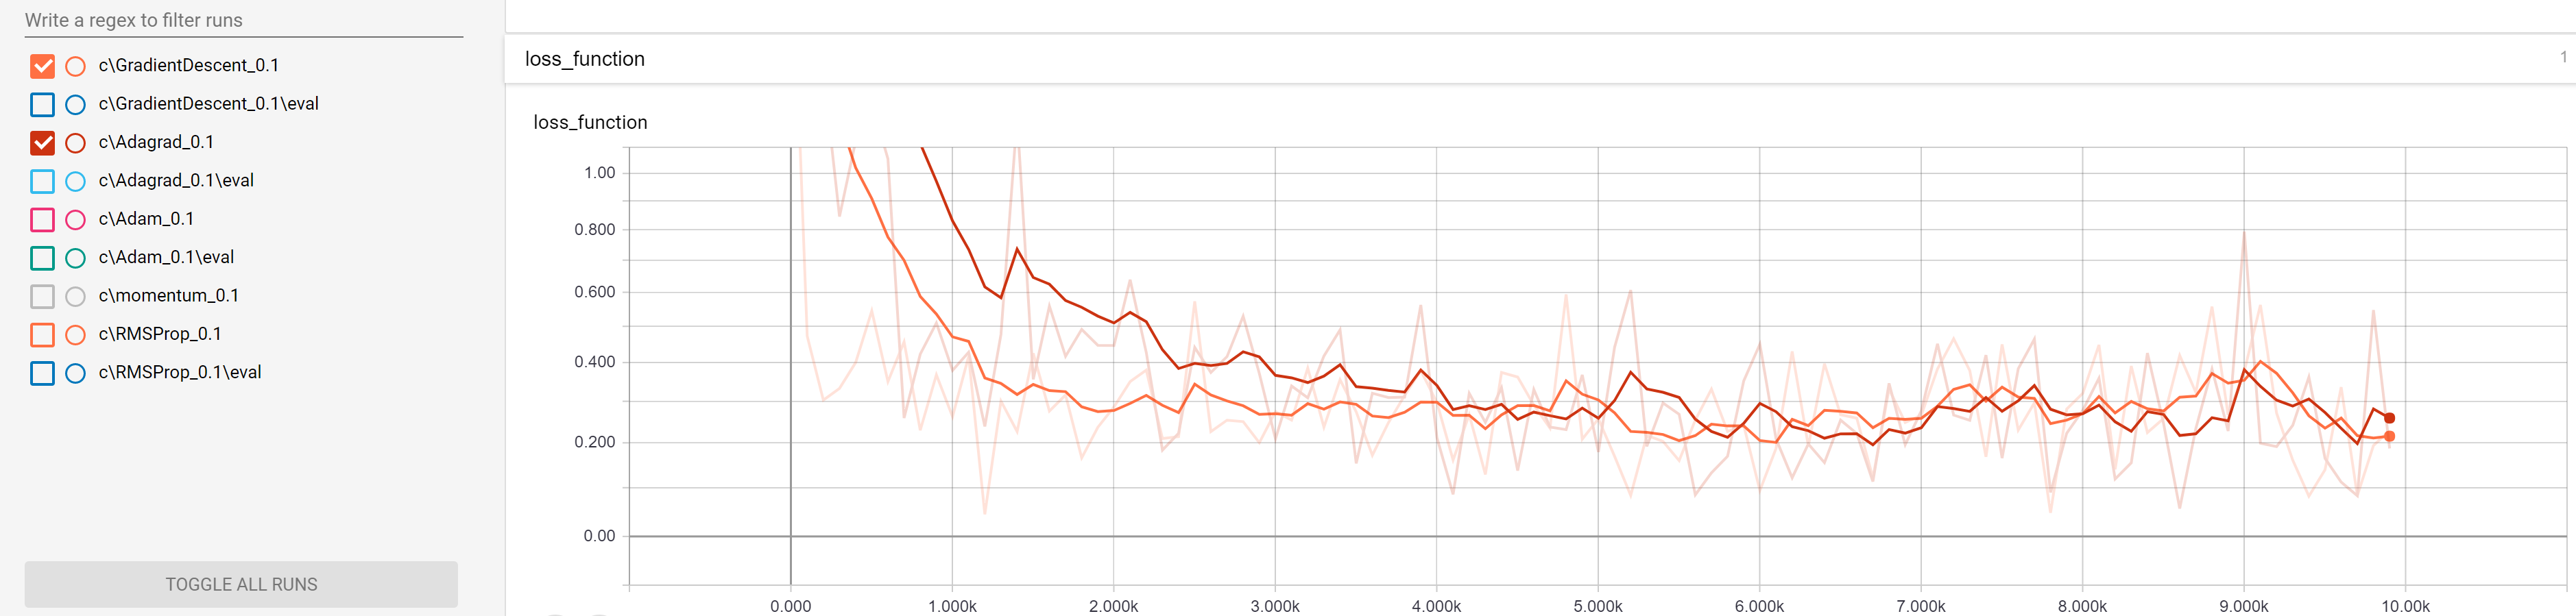 Write a regex to filter runs
c\GradientDescent_0.1
c\GradientDescent_0.1\eval
c\Adagrad_0.1
c\Adagrad_0.1\eval
c\Adam_0.1
c\Adam_0.1\eval
c\momentum_0.1
c\RMSProp_0.1
c\RMSProp_0.1\eval
TOGGLE ALL RUNS
loss_function 1
loss_function
1.00
0.800
0.600
0.400
0.200
0.00
0.000 1.000k 2.000k 3.000k 4.000k 5.000k 6.000k 7.000k 8.000k 9.000k 10.00k